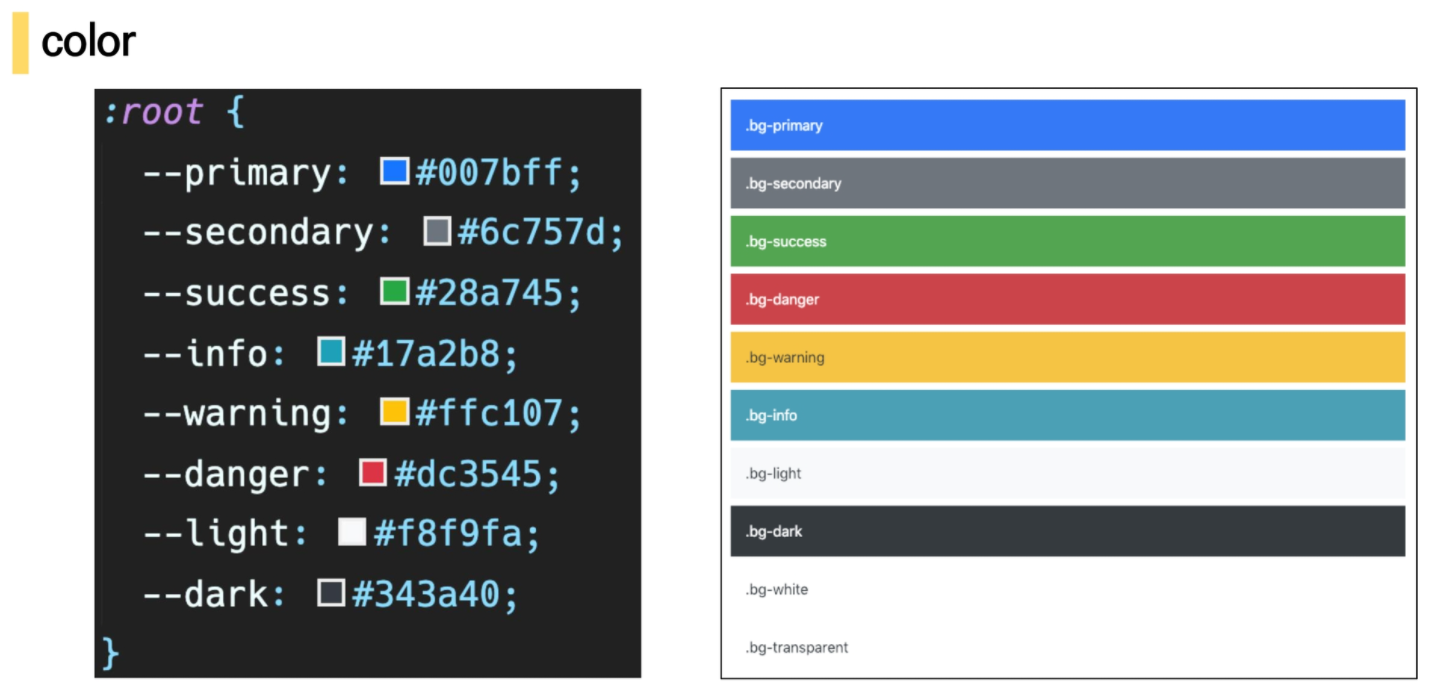 color
:root {
--primary: #007bff;
--secondary: #6c757d;
--success: #28a745;
--info: #17a2b8;
--warning: #ffc107;
--danger: #dc3545;
--light: #f8f9fa;
--dark: #343a40;
}
.bg-primary
.bg-secondary
.bg-success
.bg-danger
.bg-warning
.bg-info
.bg-light
.bg-dark
.bg-white
.bg-transparent